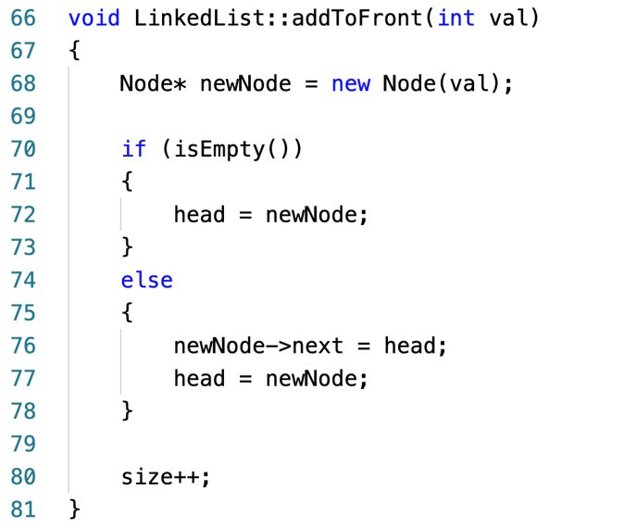 66 void LinkedList::addToFront(int val)
67 {
68     Node* newNode = new Node(val);
69
70     if (isEmpty())
71     {
72         head = newNode;
73     }
74     else
75     {
76         newNode->next = head;
77         head = newNode;
78     }
79
80     size++;
81 }